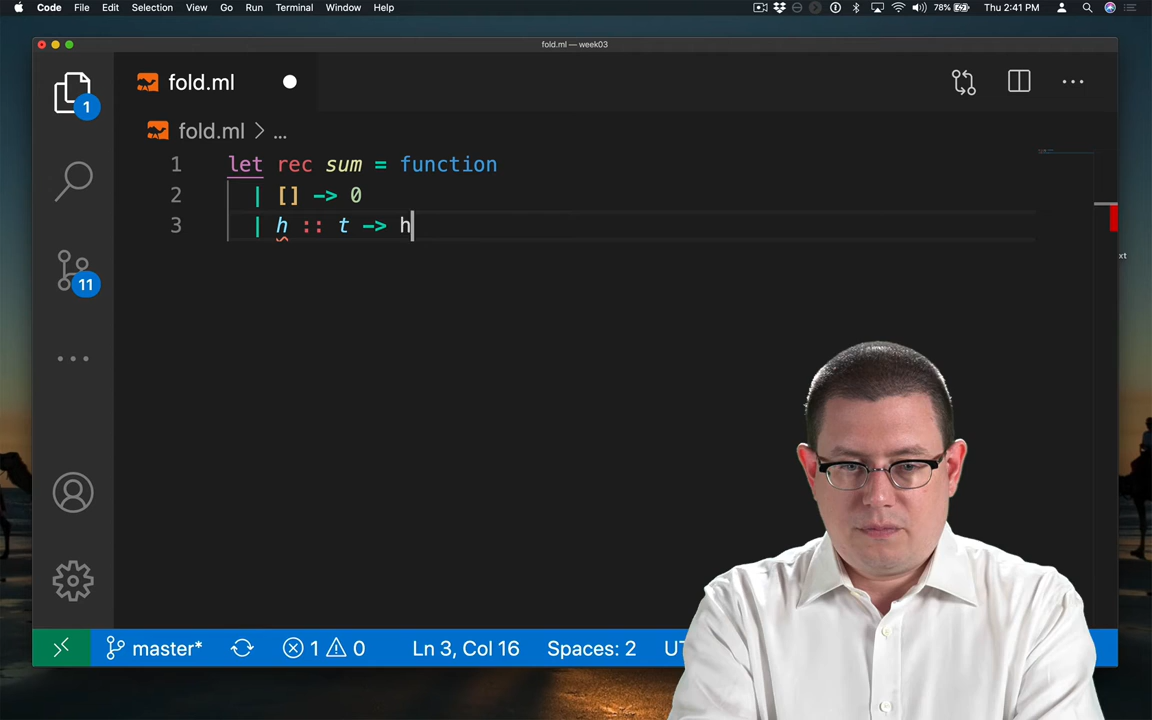 Code File Edit Selection View Go Run Terminal Window Help 78% Thu 2:41 PM
fold.ml — week03
fold.ml
1
fold.ml > ...
1 let rec sum = function
2 | [] -> 0
3 | h :: t -> h
xt
11
master* 1 0 Ln 3, Col 16 Spaces: 2 UT